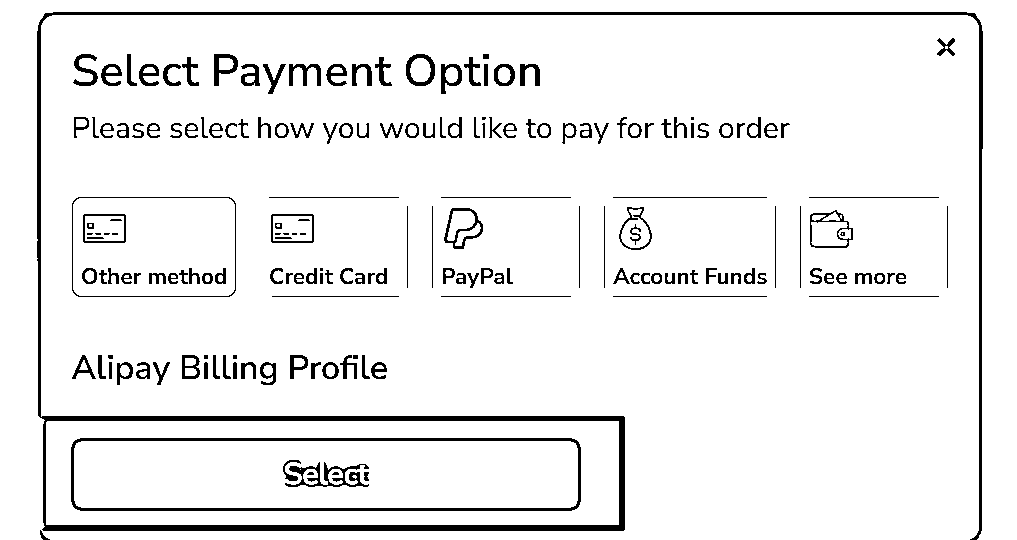 Select Payment Option
Please select how you would like to pay for this order
Other method
Credit Card
PayPal
Account Funds
See more
Alipay Billing Profile
Select